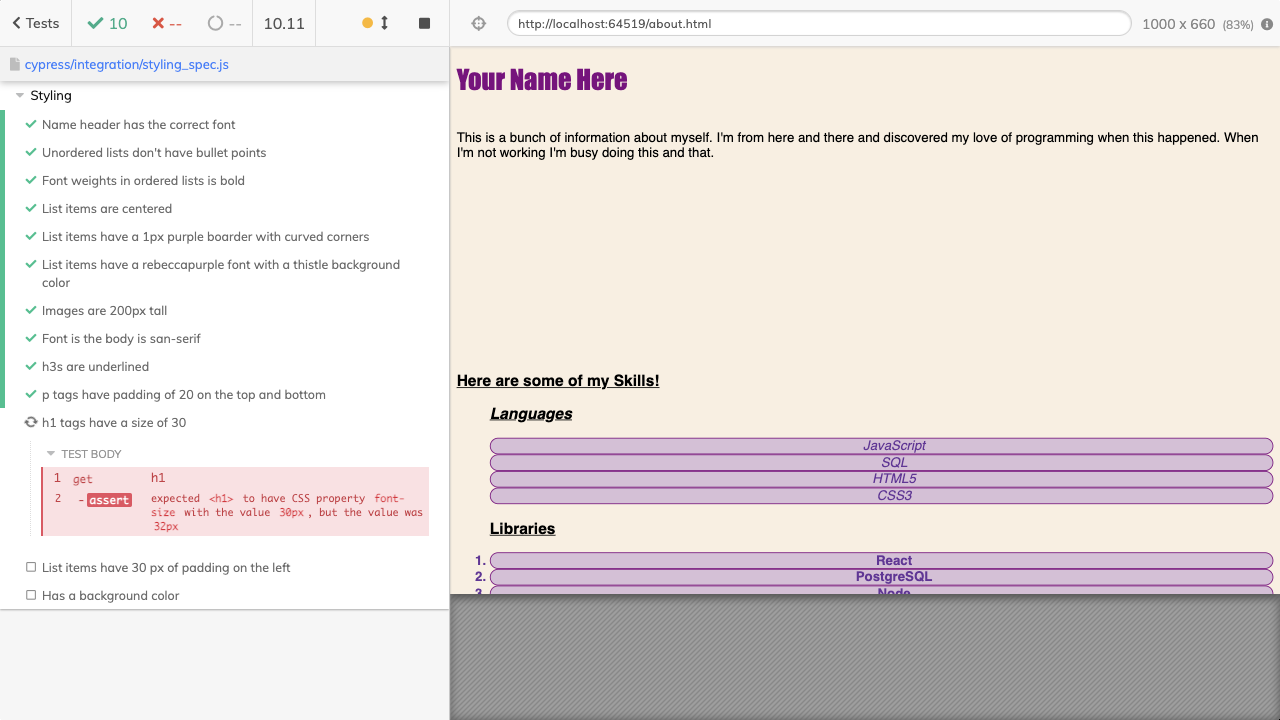 Tests
10
--
--
10.11
http://localhost:64519/about.html
1000 x 660 (83%)
cypress/integration/styling_spec.js
Styling
Name header has the correct font
Unordered lists don't have bullet points
Font weights in ordered lists is bold
List items are centered
List items have a 1px purple boarder with curved corners
List items have a rebeccapurple font with a thistle background
color
Images are 200px tall
Font is the body is san-serif
h3s are underlined
p tags have padding of 20 on the top and bottom
h1 tags have a size of 30
TEST BODY
1 get h1
2 - assert expected <h1> to have CSS property font-
size with the value 30px, but the value was
32px
List items have 30 px of padding on the left
Has a background color
Your Name Here
This is a bunch of information about myself. I'm from here and there and discovered my love of programming when this happened. When
I'm not working I'm busy doing this and that.
Here are some of my Skills!
Languages
JavaScript
SQL
HTML5
CSS3
Libraries
1. React
2. PostgreSQL
3. Node